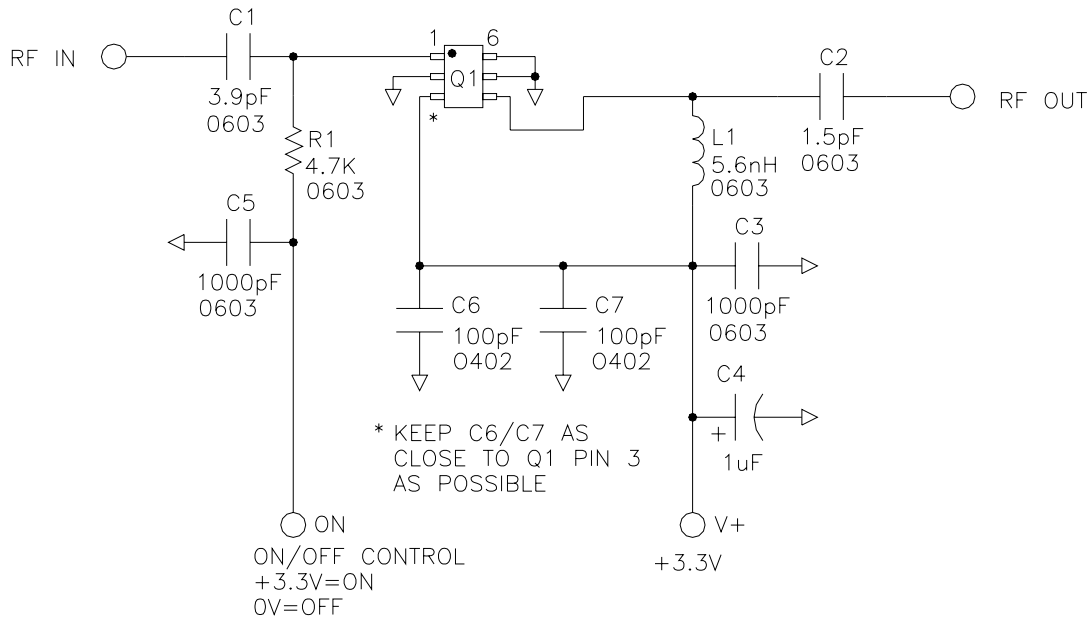 RF IN
C1
3.9pF
0603
1
6
Q1
*
C2
1.5pF
0603
RF OUT
R1
4.7K
0603
L1
5.6nH
0603
C5
1000pF
0603
C3
1000pF
0603
C6
100pF
0402
C7
100pF
0402
C4
+
1uF
* KEEP C6/C7 AS
CLOSE TO Q1 PIN 3
AS POSSIBLE
ON
ON/OFF CONTROL
+3.3V=ON
0V=OFF
V+
+3.3V